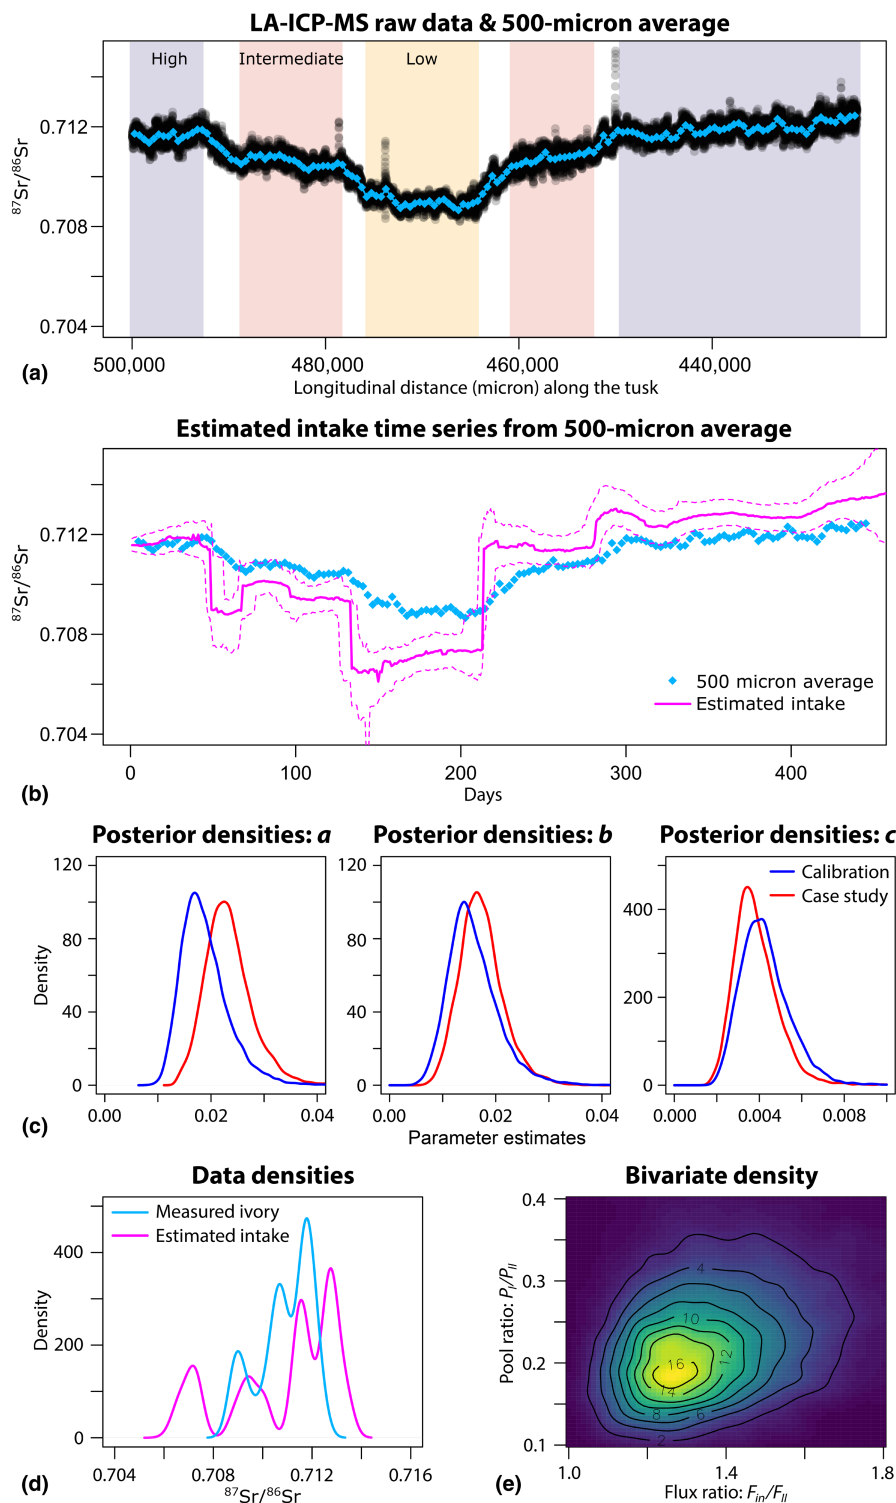 LA-ICP-MS raw data & 500-micron average
High
Intermediate
Low
0.712
0.708
0.704
87Sr/86Sr
500,000
480,000
460,000
440,000
Longitudinal distance (micron) along the tusk
(a)
Estimated intake time series from 500-micron average
0.712
0.708
0.704
87Sr/86Sr
500 micron average
Estimated intake
0
100
200
300
400
Days
(b)
Posterior densities: a
Posterior densities: b
Posterior densities: c
120
80
40
0
Density
0.00
0.02
0.04
120
80
40
0
0.00
0.02
0.04
Calibration
Case study
400
200
0
0.000
0.004
0.008
Parameter estimates
(c)
Data densities
Measured ivory
Estimated intake
400
200
0
Density
0.704
0.708
0.712
0.716
87Sr/86Sr
(d)
Bivariate density
0.4
0.3
0.2
0.1
Pool ratio: PI/PII
4
10
12
16
14
8
6
2
1.0
1.4
1.8
Flux ratio: Fin/FII
(e)